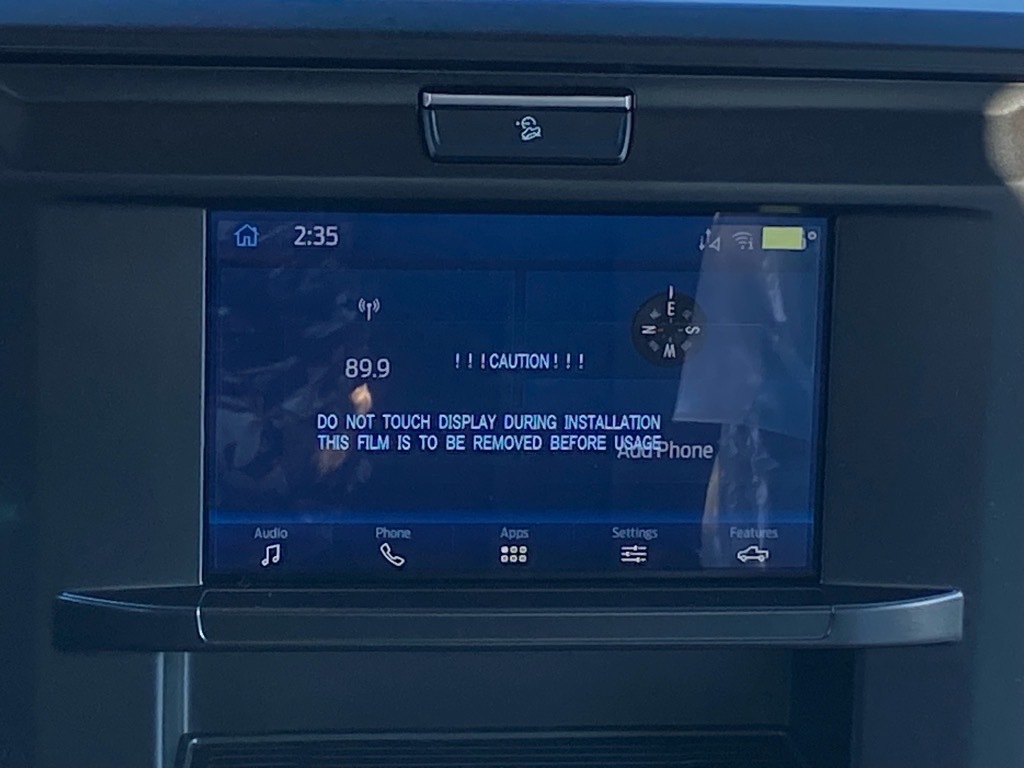 2:35
89.9
E
N
S
W
! ! ! CAUTION ! ! !
DO NOT TOUCH DISPLAY DURING INSTALLATION
THIS FILM IS TO BE REMOVED BEFORE USAGE
Add Phone
Audio Phone Apps Settings Features